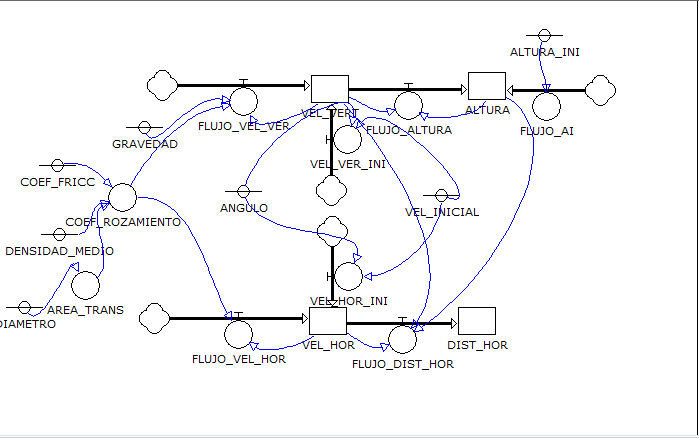 ALTURA_INI
VEL_VERT
ALTURA
FLUJO_VEL_VER
FLUJO_ALTURA
FLUJO_AI
GRAVEDAD
VEL_VER_INI
COEF_FRICC
ANGULO
VEL_INICIAL
COEF_ROZAMIENTO
DENSIDAD_MEDIO
VEL_HOR_INI
AREA_TRANS
DIAMETRO
VEL_HOR
DIST_HOR
FLUJO_VEL_HOR
FLUJO_DIST_HOR